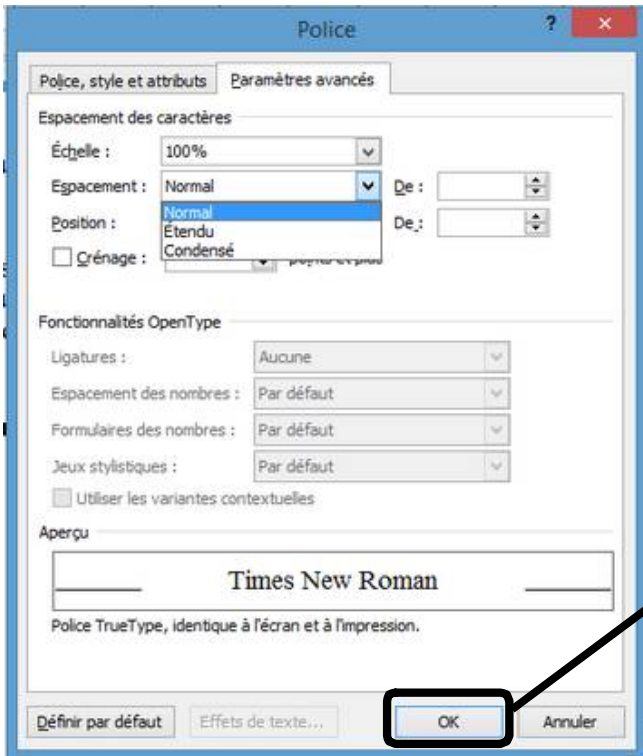 Police ?
Police, style et attributs Paramètres avancés
Espacement des caractères
Échelle : 100%
Espacement : Normal De :
Normal
Position : De :
Étendu
Condensé
Crénage :
Fonctionnalités OpenType
Ligatures : Aucune
Espacement des nombres : Par défaut
Formulaires des nombres : Par défaut
Jeux stylistiques : Par défaut
Utiliser les variantes contextuelles
Aperçu
Times New Roman
Police TrueType, identique à l'écran et à l'impression.
Définir par défaut Effets de texte... OK Annuler